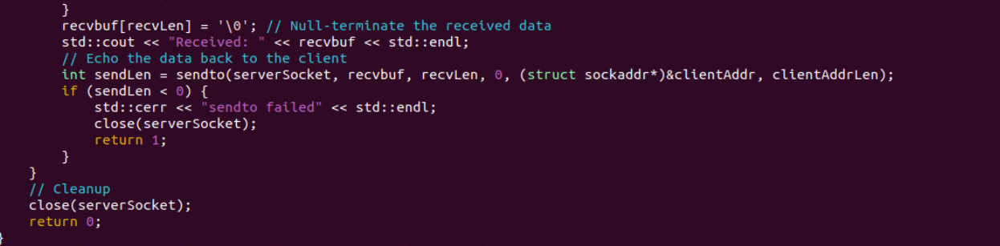 }
        recvbuf[recvLen] = '\0'; // Null-terminate the received data
        std::cout << "Received: " << recvbuf << std::endl;
        // Echo the data back to the client
        int sendLen = sendto(serverSocket, recvbuf, recvLen, 0, (struct sockaddr*)&clientAddr, clientAddrLen);
        if (sendLen < 0) {
            std::cerr << "sendto failed" << std::endl;
            close(serverSocket);
            return 1;
        }
    }
    // Cleanup
    close(serverSocket);
    return 0;
}